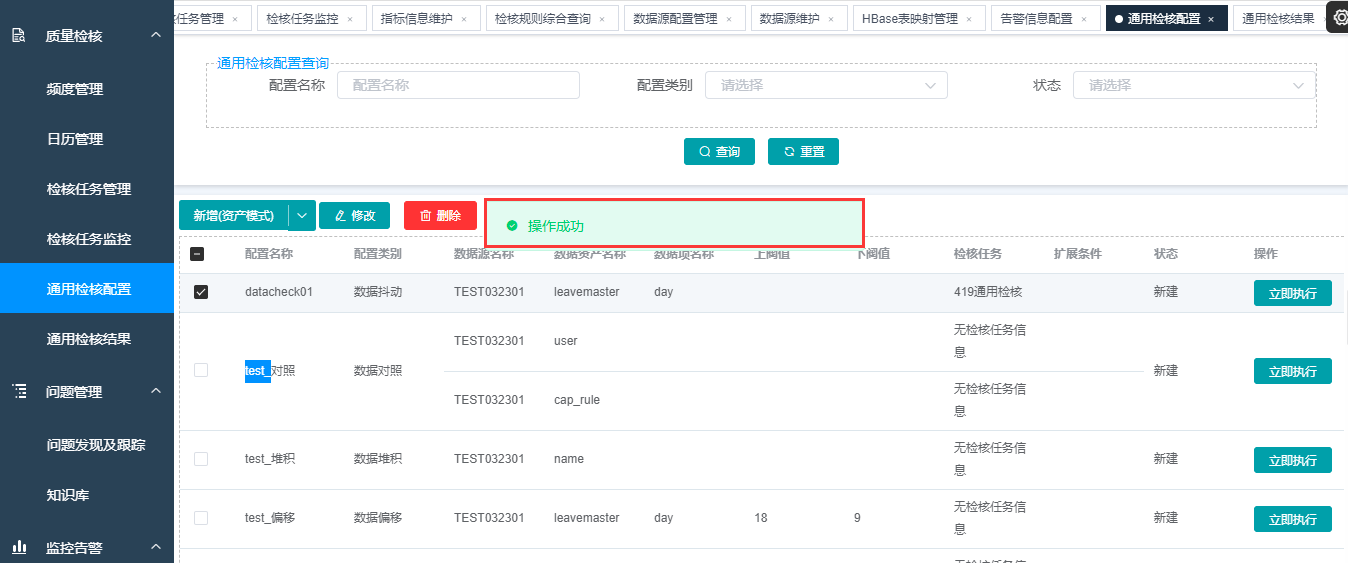 质量检核
频度管理
日历管理
检核任务管理
检核任务监控
通用检核配置
通用检核结果
问题管理
问题发现及跟踪
知识库
监控告警
任务管理 × 检核任务监控 × 指标信息维护 × 检核规则综合查询 × 数据源配置管理 × 数据源维护 × HBase表映射管理 × 告警信息配置 × 通用检核配置 × 通用检核结果
通用检核配置查询
配置名称 配置名称 配置类别 请选择 状态 请选择
查询 重置
新增(资产模式) 修改 删除
操作成功
配置名称 配置类别 数据源名称 数据资产名称 数据项名称 上阀值 下阀值 检核任务 扩展条件 状态 操作
datacheck01 数据抖动 TEST032301 leavemaster day 419通用检核 新建 立即执行
test_对照 数据对照 TEST032301 user 无检核任务信息 新建 立即执行
TEST032301 cap_rule 无检核任务信息
test_堆积 数据堆积 TEST032301 name 无检核任务信息 新建 立即执行
test_偏移 数据偏移 TEST032301 leavemaster day 18 9 无检核任务信息 新建 立即执行